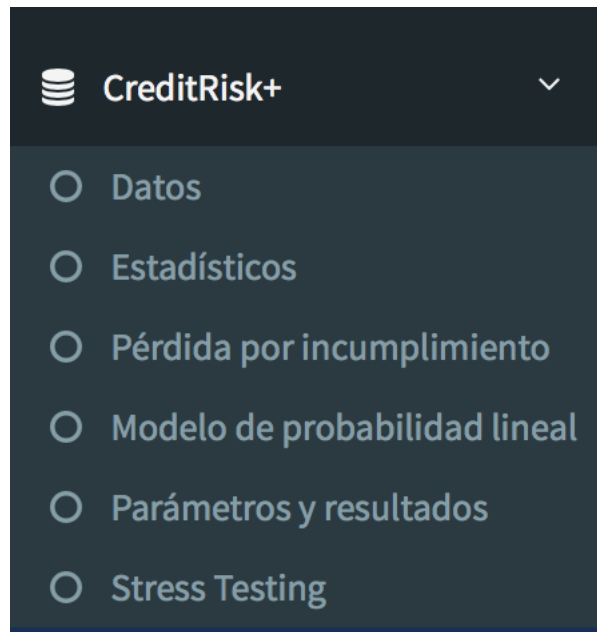 CreditRisk+
Datos
Estadísticos
Pérdida por incumplimiento
Modelo de probabilidad lineal
Parámetros y resultados
Stress Testing